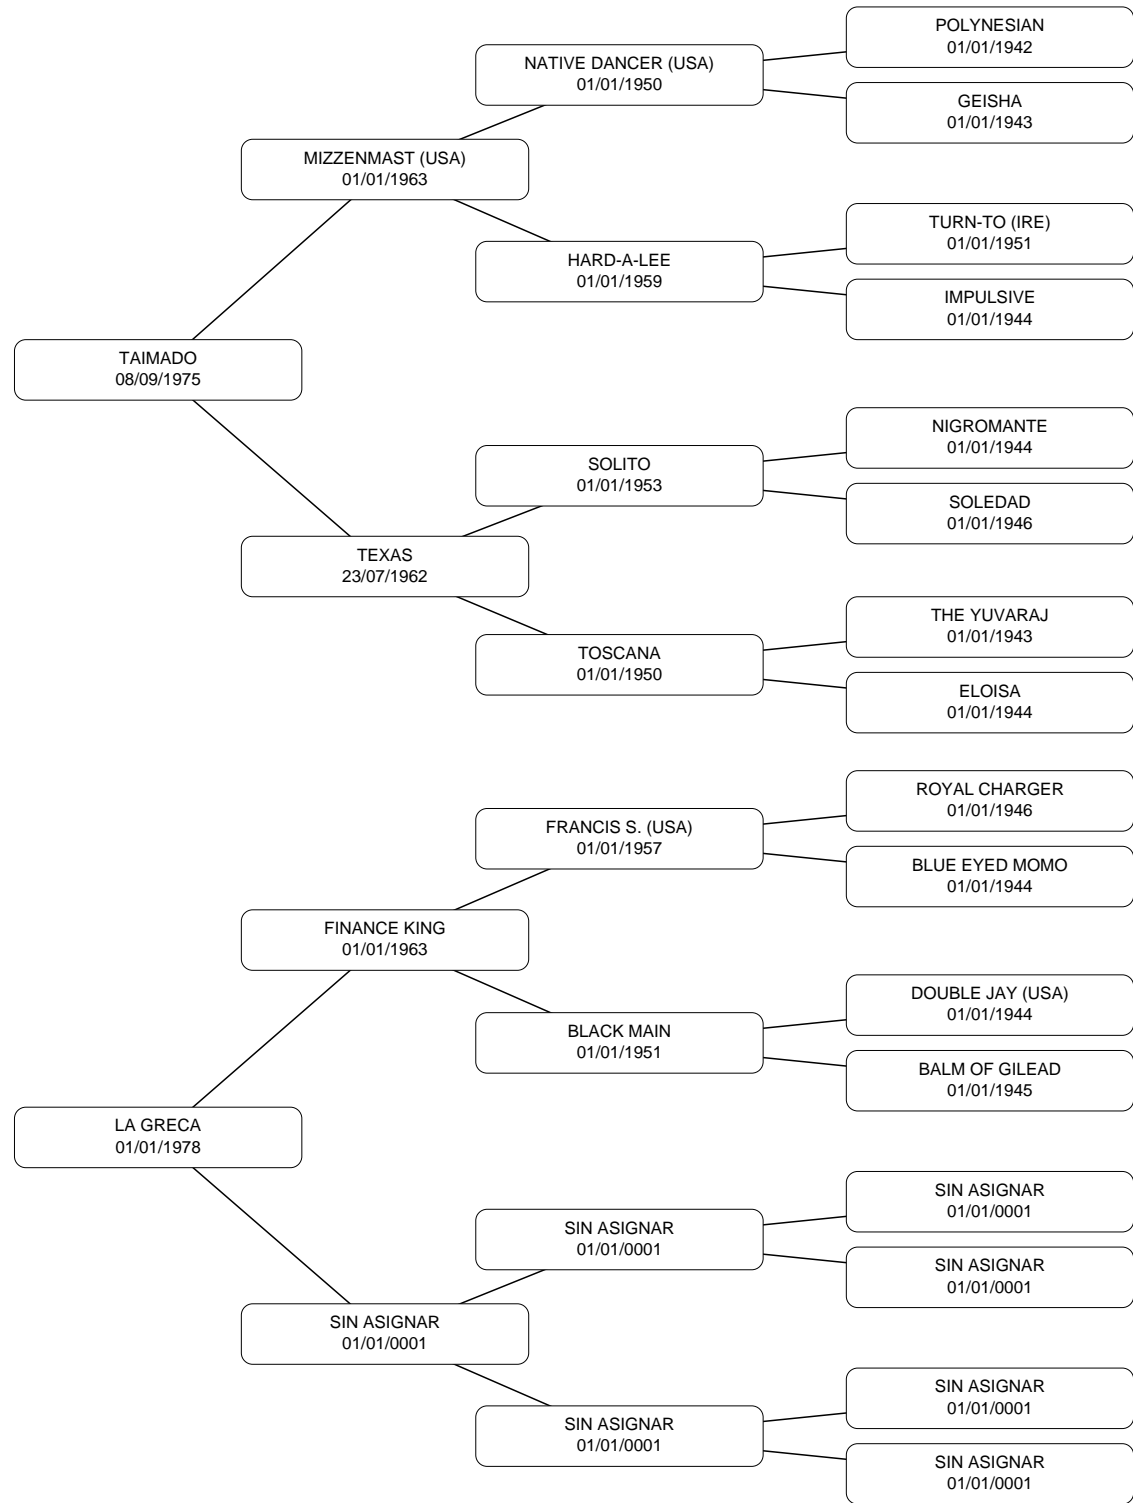 POLYNESIAN
01/01/1942
NATIVE DANCER (USA)
01/01/1950
GEISHA
01/01/1943
MIZZENMAST (USA)
01/01/1963
TURN-TO (IRE)
01/01/1951
HARD-A-LEE
01/01/1959
IMPULSIVE
01/01/1944
TAIMADO
08/09/1975
NIGROMANTE
01/01/1944
SOLITO
01/01/1953
SOLEDAD
01/01/1946
TEXAS
23/07/1962
THE YUVARAJ
01/01/1943
TOSCANA
01/01/1950
ELOISA
01/01/1944
ROYAL CHARGER
01/01/1946
FRANCIS S. (USA)
01/01/1957
BLUE EYED MOMO
01/01/1944
FINANCE KING
01/01/1963
DOUBLE JAY (USA)
01/01/1944
BLACK MAIN
01/01/1951
BALM OF GILEAD
01/01/1945
LA GRECA
01/01/1978
SIN ASIGNAR
01/01/0001
SIN ASIGNAR
01/01/0001
SIN ASIGNAR
01/01/0001
SIN ASIGNAR
01/01/0001
SIN ASIGNAR
01/01/0001
SIN ASIGNAR
01/01/0001
SIN ASIGNAR
01/01/0001